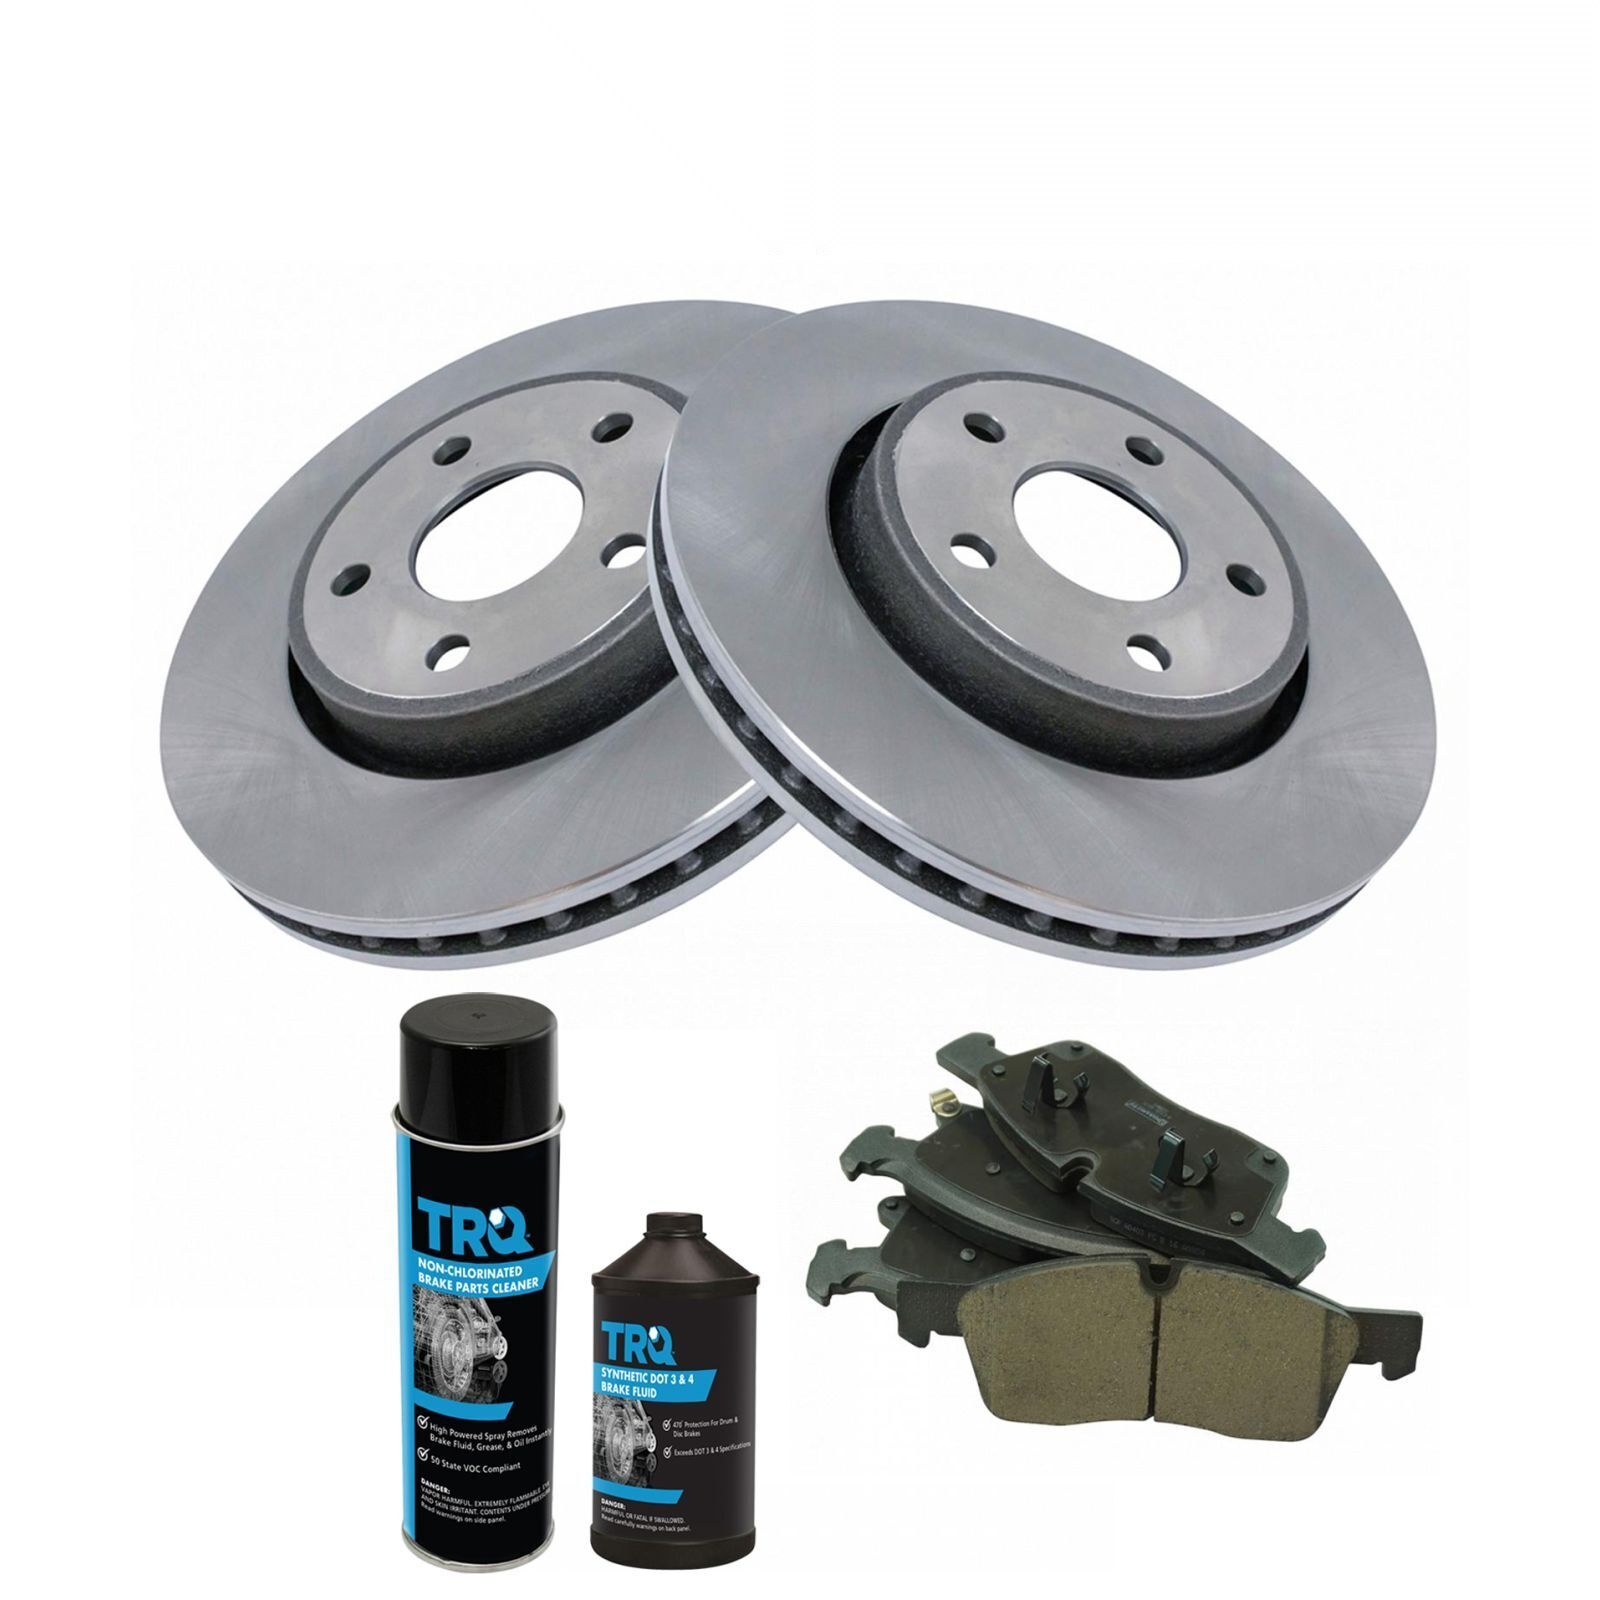 TRQ
NON-CHLORINATED
BRAKE PARTS CLEANER
High Powered Spray Removes
Brake Fluid, Grease, & Oil Instantly
50 State VOC Compliant
DANGER:
VAPOR HARMFUL. EXTREMELY FLAMMABLE. EYE
AND SKIN IRRITANT. CONTENTS UNDER PRESSURE.
Read warnings on side panel.
TRQ
SYNTHETIC DOT 3 & 4
BRAKE FLUID
470° Protection For Drum &
Disc Brakes
Exceeds DOT 3 & 4 Specifications
DANGER:
HARMFUL OR FATAL IF SWALLOWED.
Read carefully warnings on back panel.